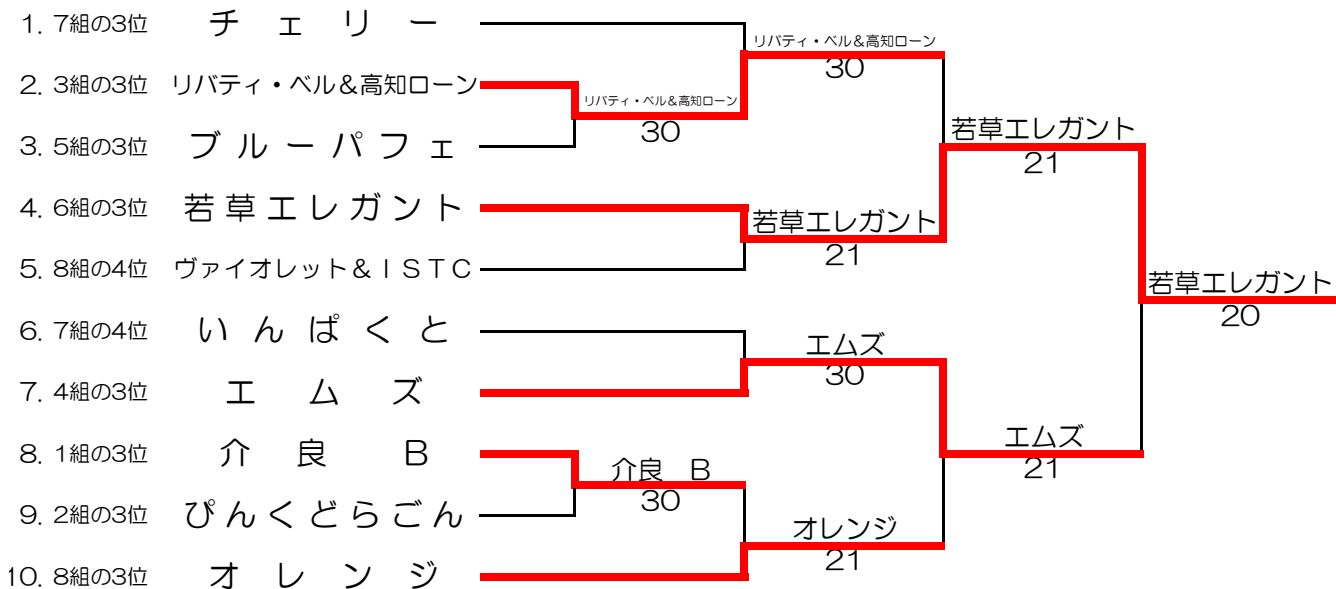 1. 7組の3位 チェリー
2. 3組の3位 リバティ・ベル＆高知ローン
3. 5組の3位 ブルーパフェ
4. 6組の3位 若草エレガント
5. 8組の4位 ヴァイオレット＆ＩＳＴＣ
6. 7組の4位 いんぱくと
7. 4組の3位 エムズ
8. 1組の3位 介良 B
9. 2組の3位 ぴんくどらごん
10. 8組の3位 オレンジ
リバティ・ベル＆高知ローン
30
介良 B
30
リバティ・ベル＆高知ローン
30
若草エレガント
21
エムズ
30
オレンジ
21
若草エレガント
21
エムズ
21
若草エレガント
20